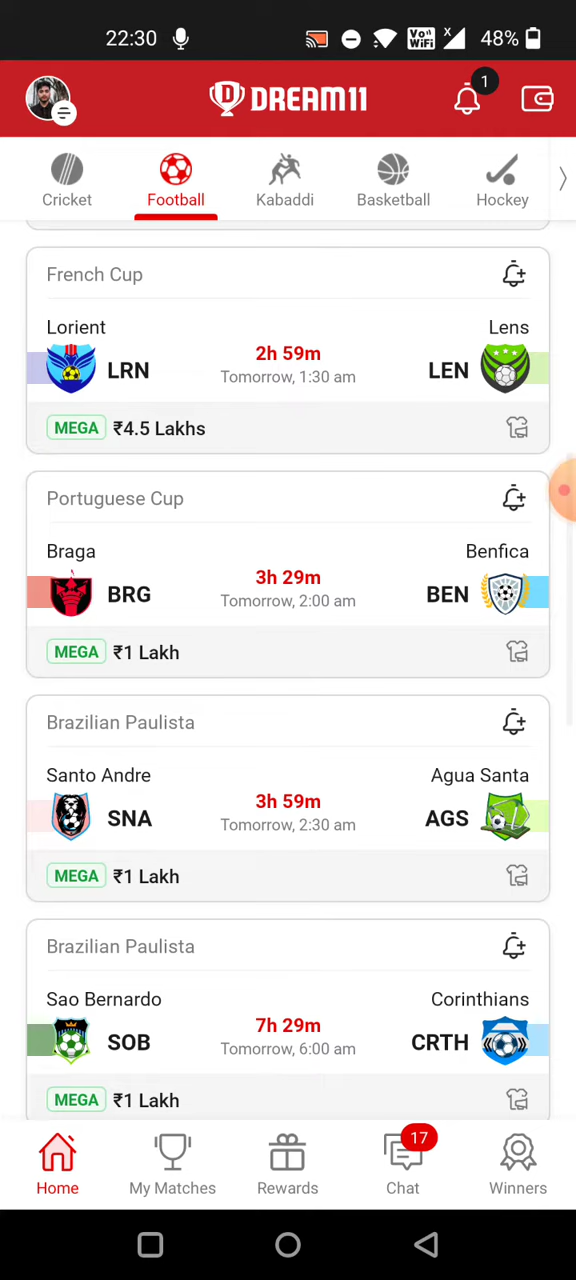 22:30
Vo))
WiFi
X
48%
DREAM11
1
Cricket
Football
Kabaddi
Basketball
Hockey
French Cup
Lorient
Lens
LRN
2h 59m
Tomorrow, 1:30 am
LEN
MEGA ₹4.5 Lakhs
Portuguese Cup
Braga
Benfica
BRG
3h 29m
Tomorrow, 2:00 am
BEN
MEGA ₹1 Lakh
Brazilian Paulista
Santo Andre
Agua Santa
SNA
3h 59m
Tomorrow, 2:30 am
AGS
MEGA ₹1 Lakh
Brazilian Paulista
Sao Bernardo
Corinthians
SOB
7h 29m
Tomorrow, 6:00 am
CRTH
MEGA ₹1 Lakh
17
Home
My Matches
Rewards
Chat
Winners